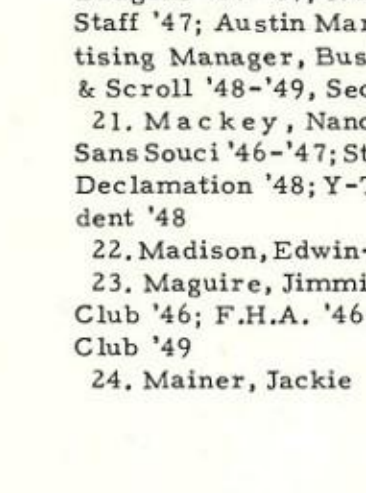 Staff '47; Austin Mar
tising Manager, Bus
& Scroll '48-'49, Sec
21. Mackey, Nanc
Sans Souci '46-'47; St
Declamation '48; Y-T
dent '48
22. Madison, Edwin-
23. Maguire, Jimmi
Club '46; F.H.A. '46
Club '49
24. Mainer, Jackie